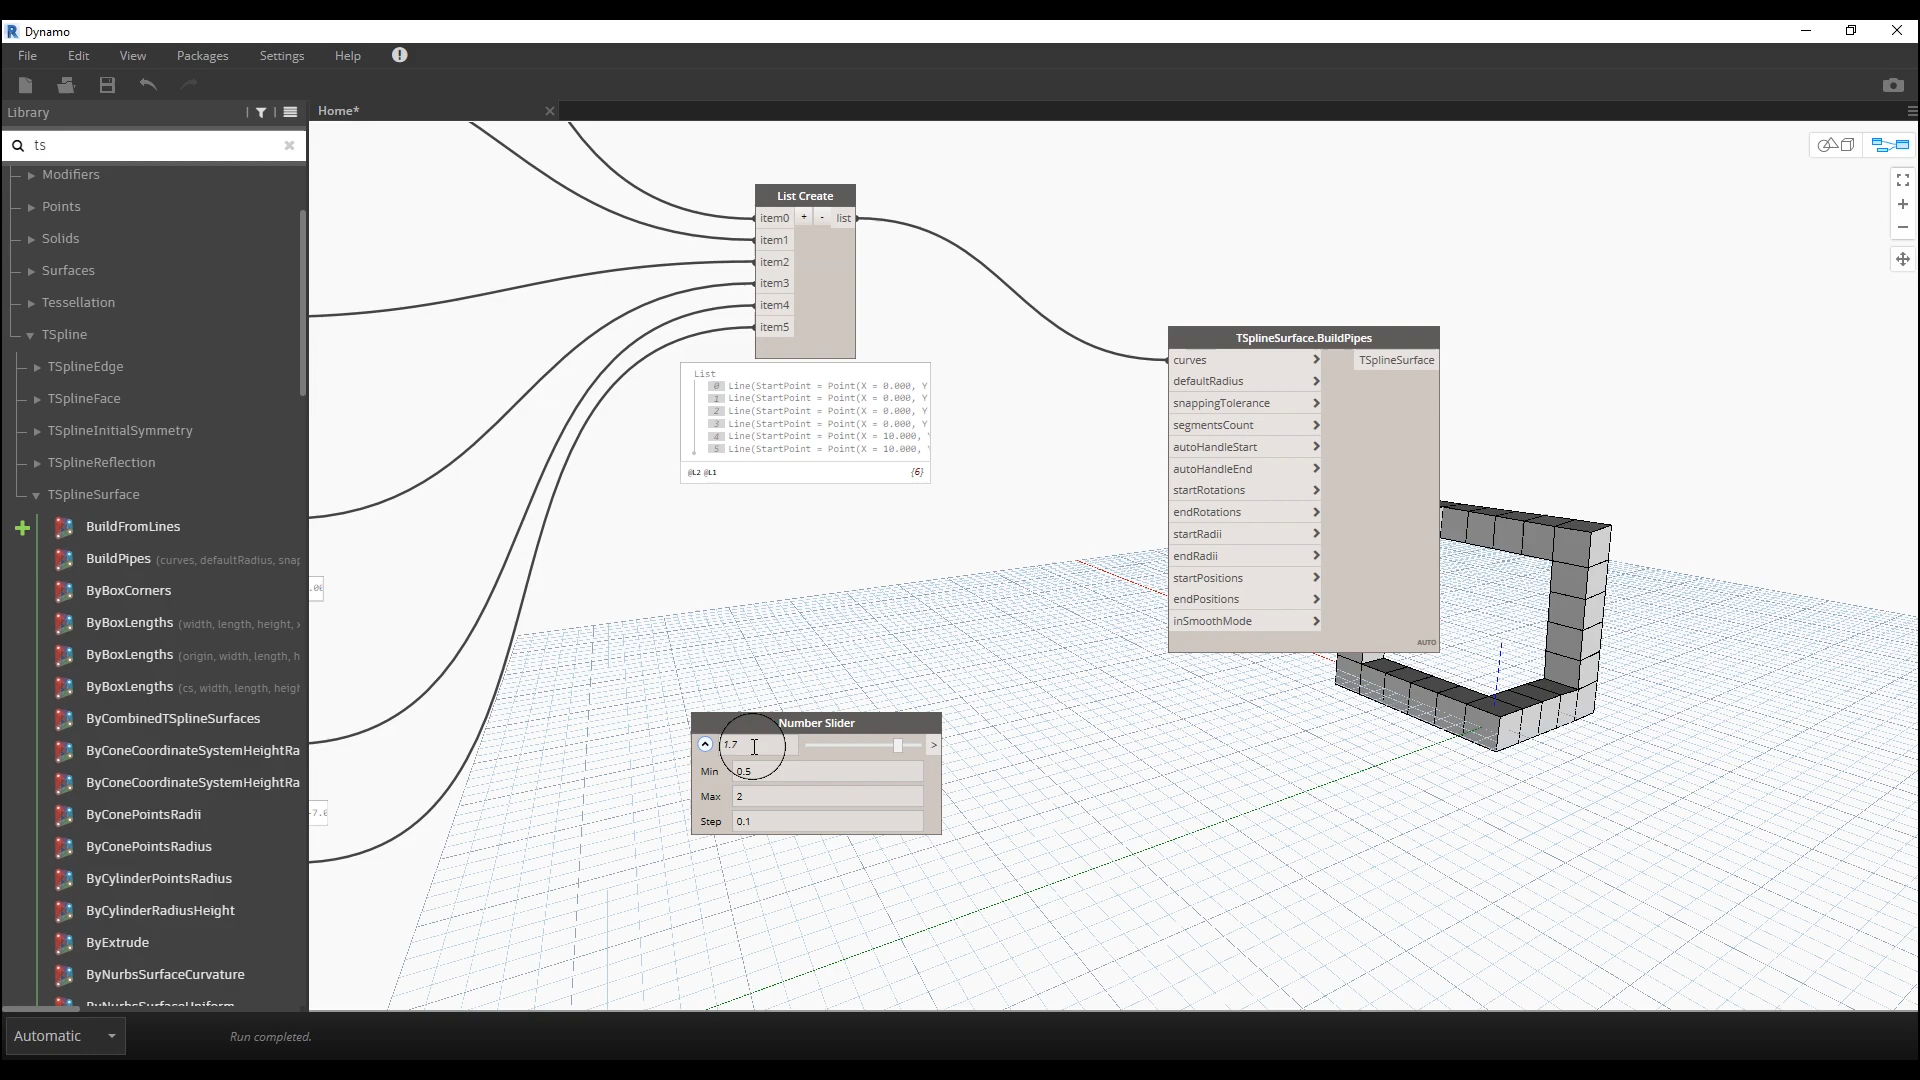 Dynamo
File Edit View Packages Settings Help
Library
Home*
ts
Modifiers
Points
Solids
Surfaces
Tessellation
TSpline
TSplineEdge
TSplineFace
TSplineInitialSymmetry
TSplineReflection
TSplineSurface
BuildFromLines
BuildPipes (curves, defaultRadius, snap
ByBoxCorners
ByBoxLengths (width, length, height, x
ByBoxLengths (origin, width, length, h
ByBoxLengths (cs, width, length, heigh
ByCombinedTSplineSurfaces
ByConeCoordinateSystemHeightRa
ByConeCoordinateSystemHeightRa
ByConePointsRadii
ByConePointsRadius
ByCylinderPointsRadius
ByCylinderRadiusHeight
ByExtrude
ByNurbsSurfaceCurvature
ByNurbsSurfaceUniform
Automatic
Run completed.
List Create
item0 + - list
item1
item2
item3
item4
item5
List
0 Line(StartPoint = Point(X = 0.000, Y
1 Line(StartPoint = Point(X = 0.000, Y
2 Line(StartPoint = Point(X = 0.000, Y
3 Line(StartPoint = Point(X = 0.000, Y
4 Line(StartPoint = Point(X = 10.000,
5 Line(StartPoint = Point(X = 10.000,
@L2 @L1 {6}
TSplineSurface.BuildPipes
curves > TSplineSurface
defaultRadius >
snappingTolerance >
segmentsCount >
autoHandleStart >
autoHandleEnd >
startRotations >
endRotations >
startRadii >
endRadii >
startPositions >
endPositions >
inSmoothMode >
AUTO
Number Slider
1.7 >
Min 0.5
Max 2
Step 0.1